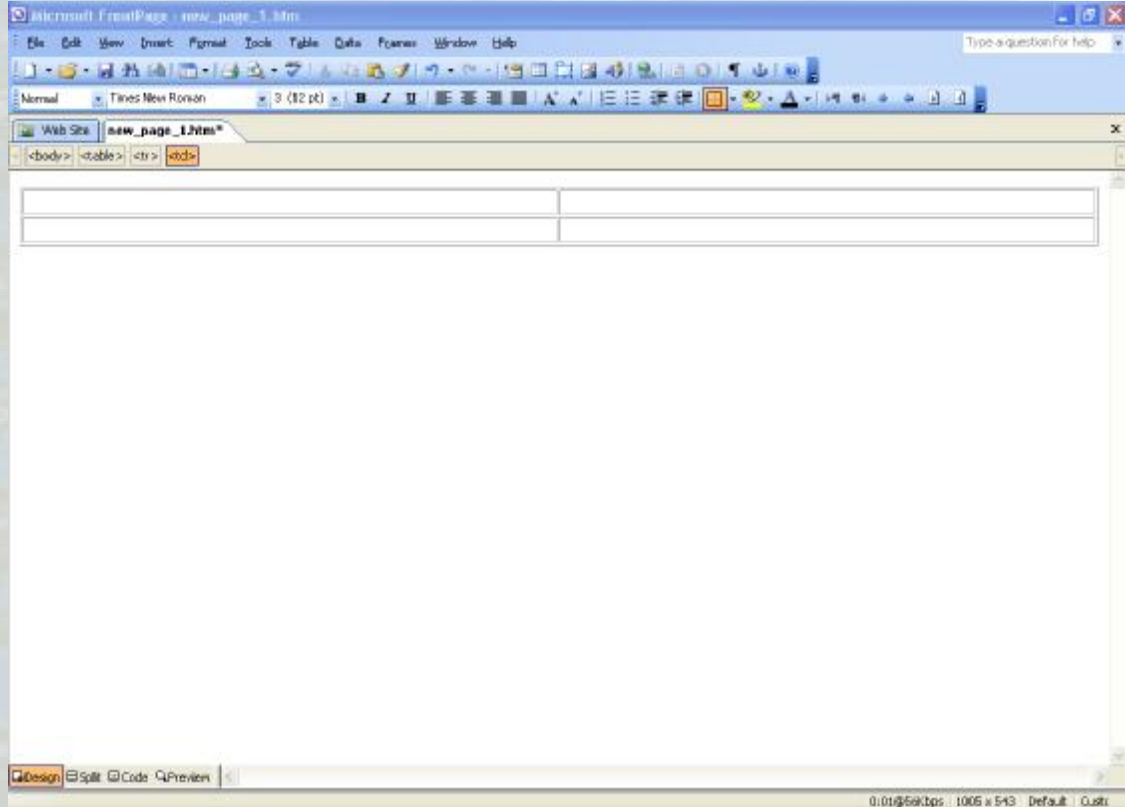 Microsoft FrontPage - new_page_1.htm
File Edit View Insert Format Tools Table Data Frames Window Help Type a question for help
Normal Times New Roman 3 (12 pt) B I U A A A
Web Site new_page_1.htm*
<body> <table> <tr> <td>
Design Split Code Preview
0:01@56Kbps 1005 x 543 Default Custo